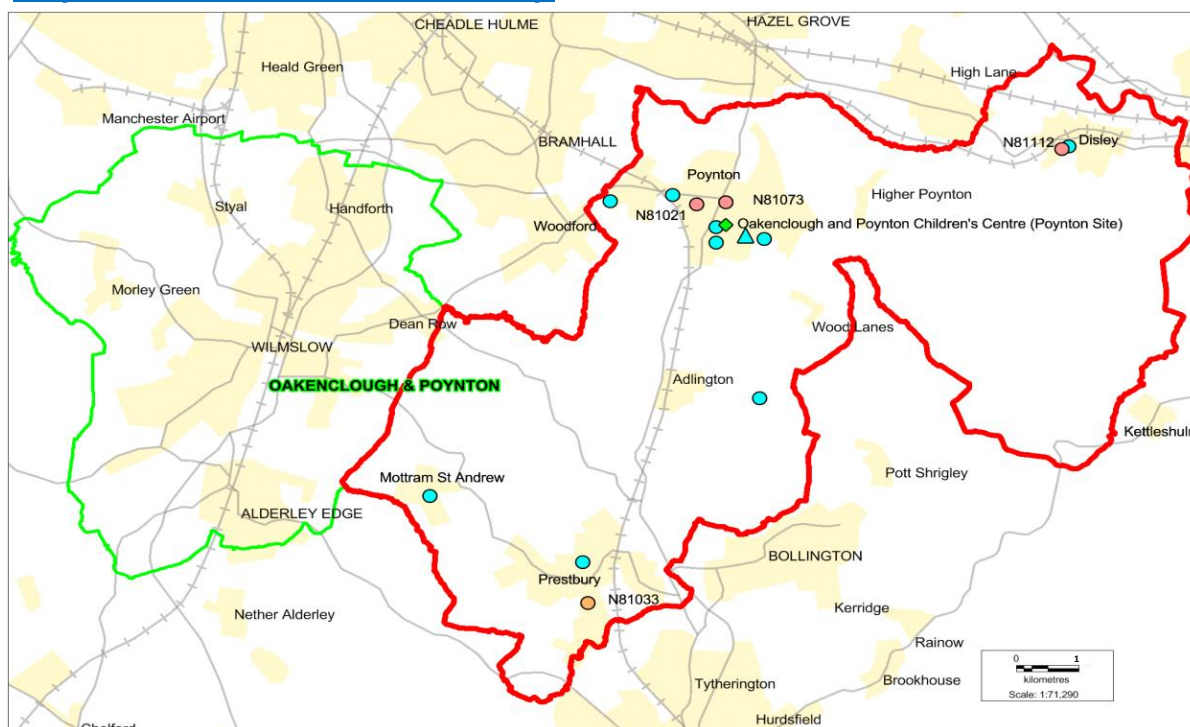 CHEADLE HULME
HAZEL GROVE
Heald Green
High Lane
Manchester Airport
BRAMHALL
N81112
Disley
Poynton
Styal
Handforth
Higher Poynton
N81021
N81073
Woodford
Oakenclough and Poynton Children's Centre (Poynton Site)
Morley Green
Dean Row
Wood Lanes
WILMSLOW
OAKENCLOUGH & POYNTON
Adlington
Mottram St Andrew
Pott Shrigley
ALDERLEY EDGE
BOLLINGTON
Prestbury
N81033
Nether Alderley
Kerridge
Rainow
0 1
kilometres
Scale: 1:71,290
Tytherington
Brookhouse
Hurdsfield